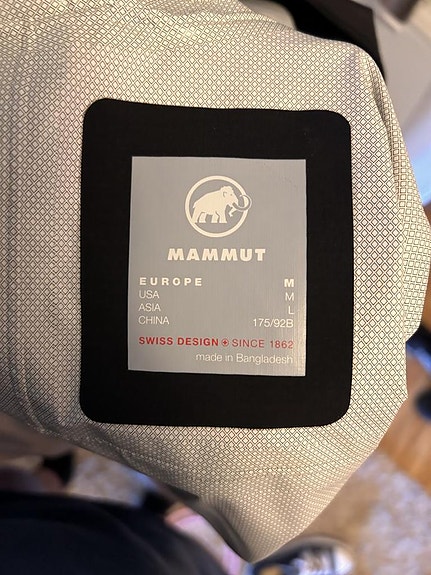 MAMMUT
EUROPE M
USA M
ASIA L
CHINA 175/92B
SWISS DESIGN SINCE 1862
made in Bangladesh